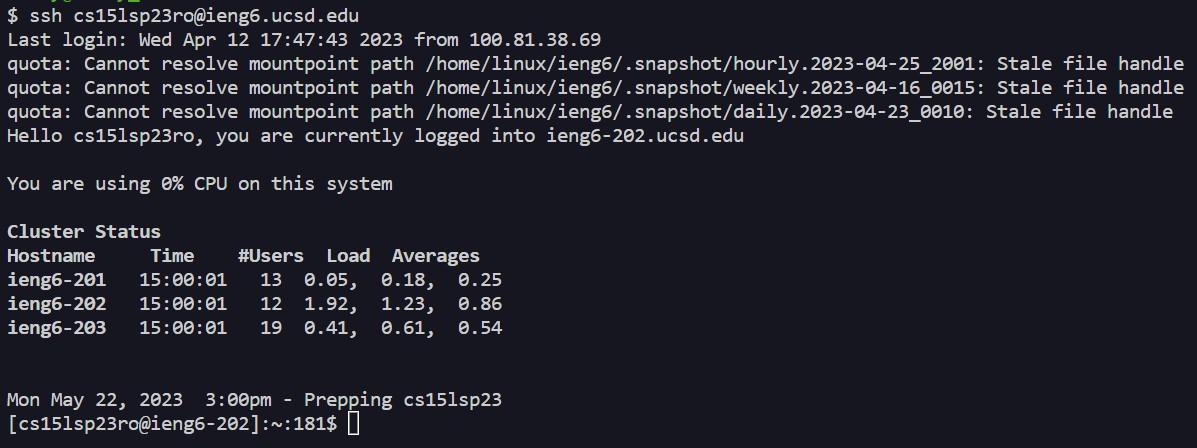 $ ssh cs15lsp23ro@ieng6.ucsd.edu
Last login: Wed Apr 12 17:47:43 2023 from 100.81.38.69
quota: Cannot resolve mountpoint path /home/linux/ieng6/.snapshot/hourly.2023-04-25_2001: Stale file handle
quota: Cannot resolve mountpoint path /home/linux/ieng6/.snapshot/weekly.2023-04-16_0015: Stale file handle
quota: Cannot resolve mountpoint path /home/linux/ieng6/.snapshot/daily.2023-04-23_0010: Stale file handle
Hello cs15lsp23ro, you are currently logged into ieng6-202.ucsd.edu

You are using 0% CPU on this system

Cluster Status
Hostname     Time    #Users  Load  Averages
ieng6-201   15:00:01   13  0.05,  0.18,  0.25
ieng6-202   15:00:01   12  1.92,  1.23,  0.86
ieng6-203   15:00:01   19  0.41,  0.61,  0.54

Mon May 22, 2023  3:00pm - Prepping cs15lsp23
[cs15lsp23ro@ieng6-202]:~:181$